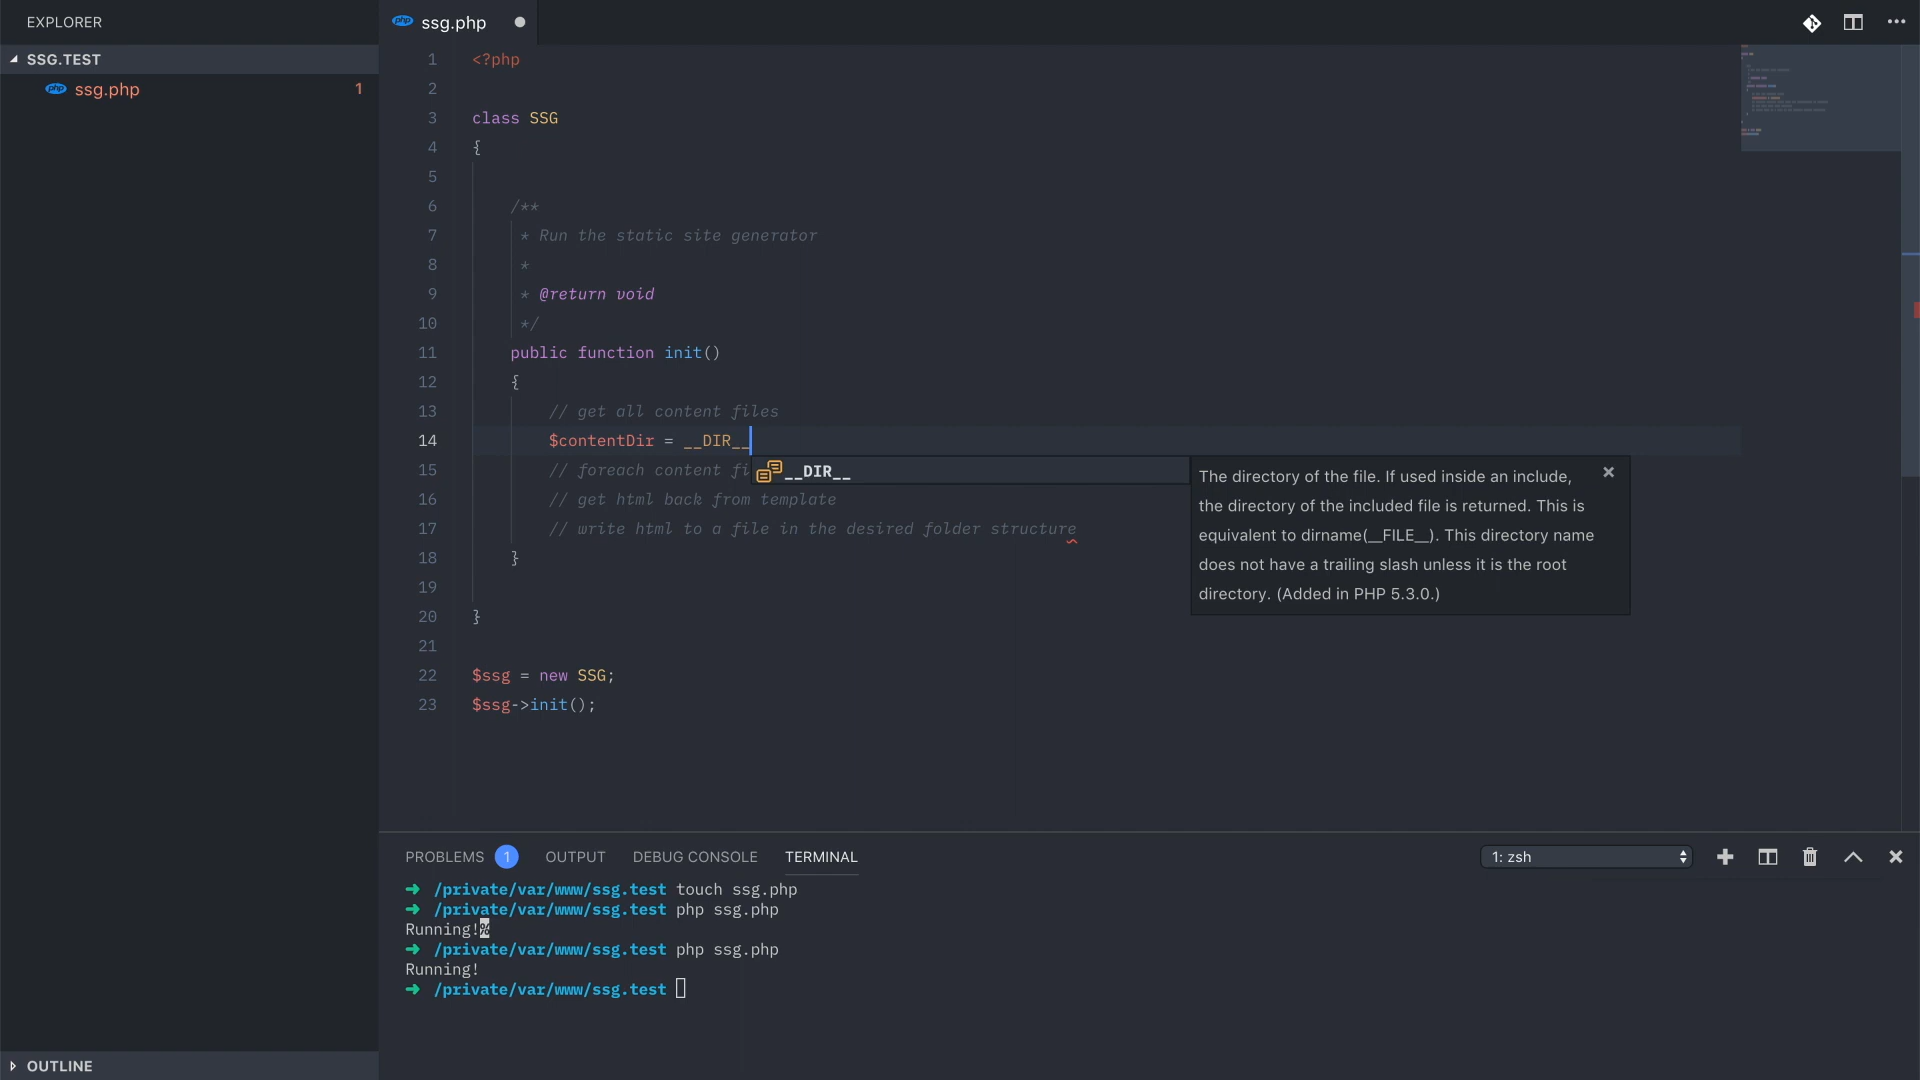 EXPLORER
SSG.TEST
php ssg.php 1
OUTLINE
php ssg.php
1 <?php
2
3 class SSG
4 {
5
6 /**
7 * Run the static site generator
8 *
9 * @return void
10 */
11 public function init()
12 {
13 // get all content files
14 $contentDir = __DIR__
15 // foreach content fi
16 // get html back from template
17 // write html to a file in the desired folder structure
18 }
19
20 }
21
22 $ssg = new SSG;
23 $ssg->init();
__DIR__
The directory of the file. If used inside an include,
the directory of the included file is returned. This is
equivalent to dirname(__FILE__). This directory name
does not have a trailing slash unless it is the root
directory. (Added in PHP 5.3.0.)
PROBLEMS 1 OUTPUT DEBUG CONSOLE TERMINAL 1: zsh
➜ /private/var/www/ssg.test touch ssg.php
➜ /private/var/www/ssg.test php ssg.php
Running!%
➜ /private/var/www/ssg.test php ssg.php
Running!
➜ /private/var/www/ssg.test